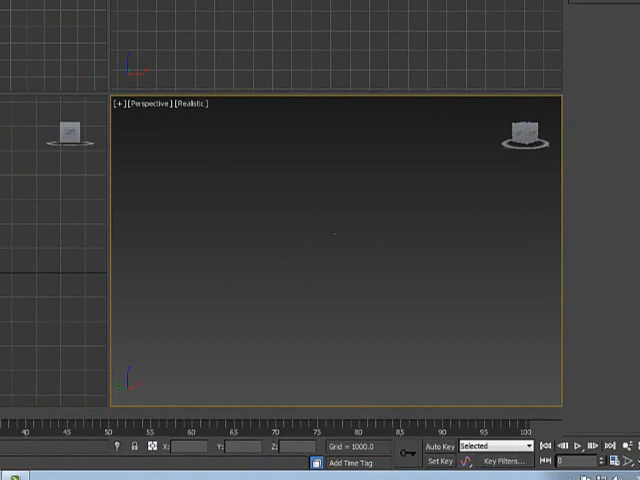 [+][Perspective][Realistic]
40 45 50 55 60 65 70 75 80 85 90 95 100
X: Y: Z: Grid = 1000.0 Auto Key Selected
Add Time Tag Set Key Key Filters... 0